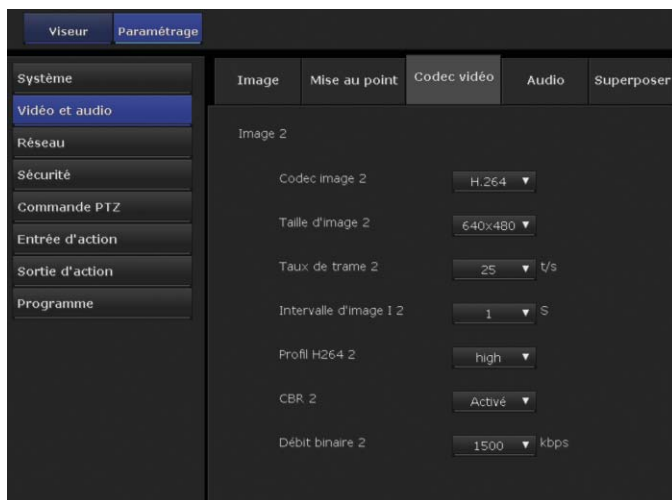 Viseur Paramétrage
Système
Vidéo et audio
Réseau
Sécurité
Commande PTZ
Entrée d'action
Sortie d'action
Programme
Image Mise au point Codec vidéo Audio Superposer
Image 2
Codec image 2 H.264
Taille d'image 2 640x480
Taux de trame 2 25 t/s
Intervalle d'image I 2 1 S
Profil H264 2 high
CBR 2 Activé
Débit binaire 2 1500 kbps